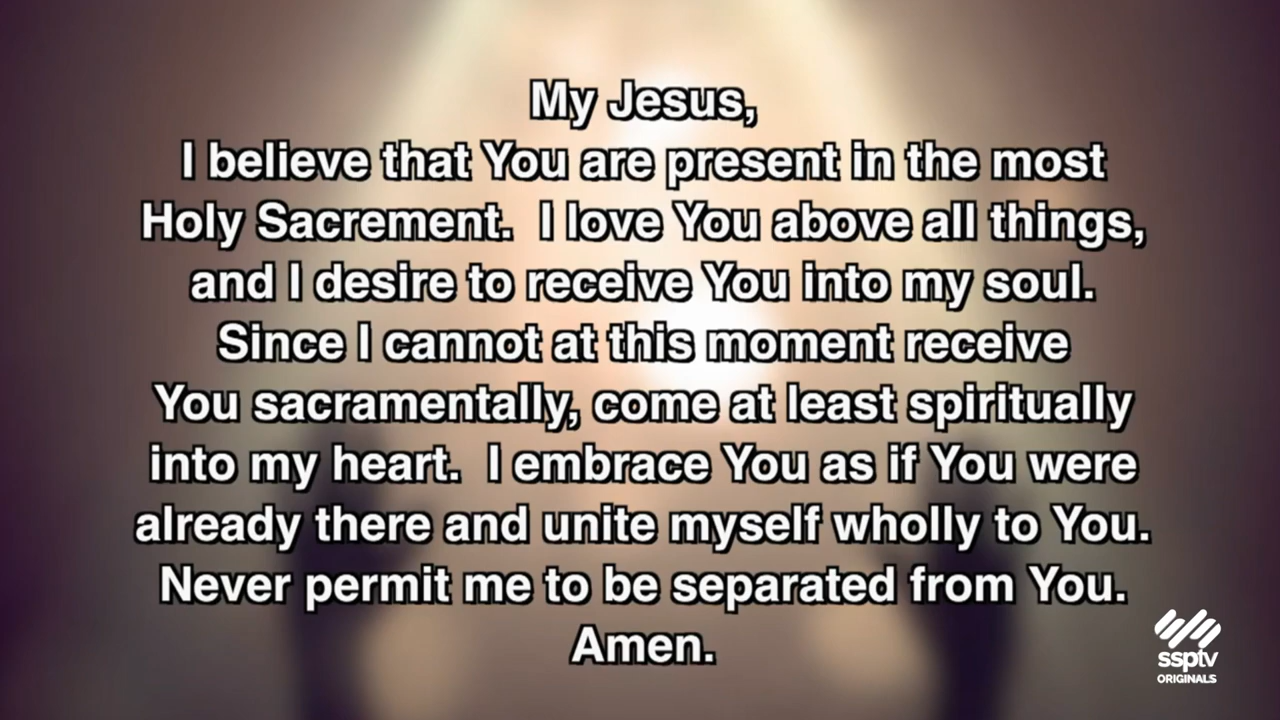 My Jesus,
I believe that You are present in the most
Holy Sacrement.  I love You above all things,
and I desire to receive You into my soul.
Since I cannot at this moment receive
You sacramentally, come at least spiritually
into my heart.  I embrace You as if You were
already there and unite myself wholly to You.
Never permit me to be separated from You.
Amen.
ssptv
ORIGINALS